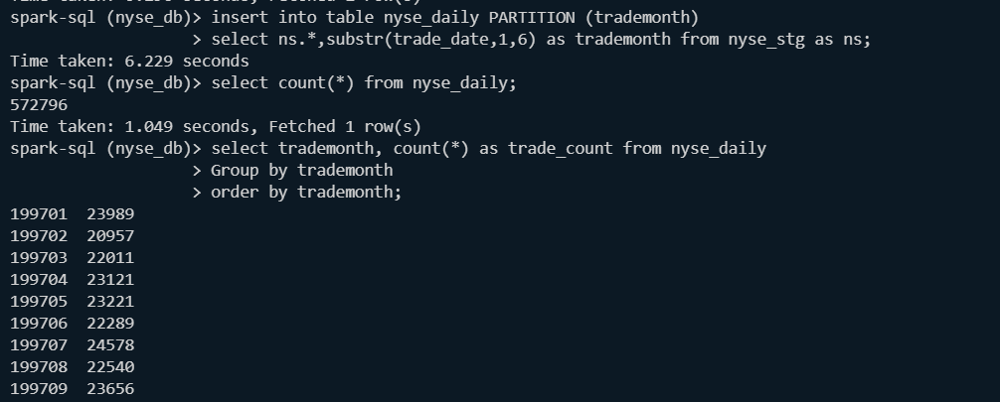 spark-sql (nyse_db)> insert into table nyse_daily PARTITION (trademonth)
> select ns.*,substr(trade_date,1,6) as trademonth from nyse_stg as ns;
Time taken: 6.229 seconds
spark-sql (nyse_db)> select count(*) from nyse_daily;
572796
Time taken: 1.049 seconds, Fetched 1 row(s)
spark-sql (nyse_db)> select trademonth, count(*) as trade_count from nyse_daily
> Group by trademonth
> order by trademonth;
199701  23989
199702  20957
199703  22011
199704  23121
199705  23221
199706  22289
199707  24578
199708  22540
199709  23656